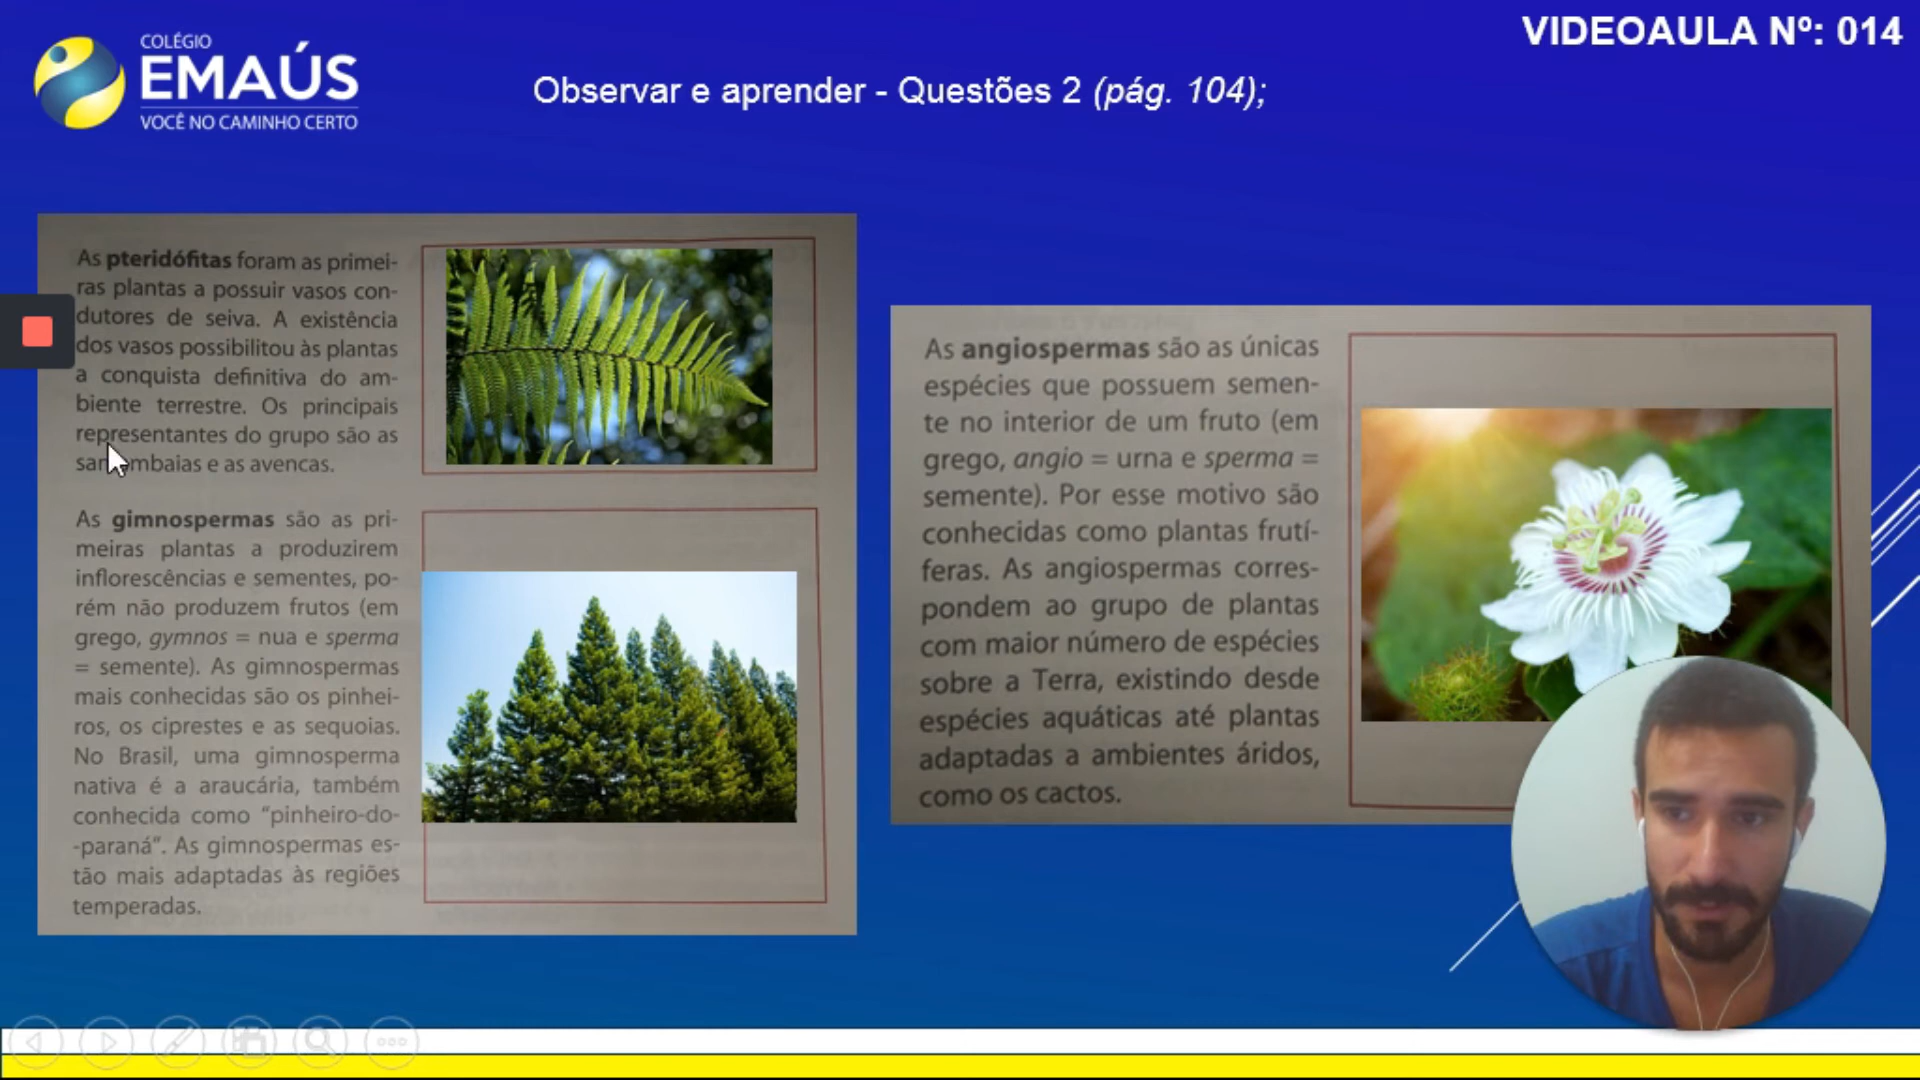 COLÉGIO
EMAÚS
VOCÊ NO CAMINHO CERTO
VIDEOAULA Nº: 014
Observar e aprender - Questões 2 (pág. 104);
As pteridófitas foram as primei-
ras plantas a possuir vasos con-
dutores de seiva. A existência
dos vasos possibilitou às plantas
a conquista definitiva do am-
biente terrestre. Os principais
representantes do grupo são as
samambaias e as avencas.
As gimnospermas são as pri-
meiras plantas a produzirem
inflorescências e sementes, po-
rém não produzem frutos (em
grego, gymnos = nua e sperma
= semente). As gimnospermas
mais conhecidas são os pinhei-
ros, os ciprestes e as sequoias.
No Brasil, uma gimnosperma
nativa é a araucária, também
conhecida como “pinheiro-do-
-paraná”. As gimnospermas es-
tão mais adaptadas às regiões
temperadas.
As angiospermas são as únicas
espécies que possuem semen-
te no interior de um fruto (em
grego, angio = urna e sperma =
semente). Por esse motivo são
conhecidas como plantas frutí-
feras. As angiospermas corres-
pondem ao grupo de plantas
com maior número de espécies
sobre a Terra, existindo desde
espécies aquáticas até plantas
adaptadas a ambientes áridos,
como os cactos.